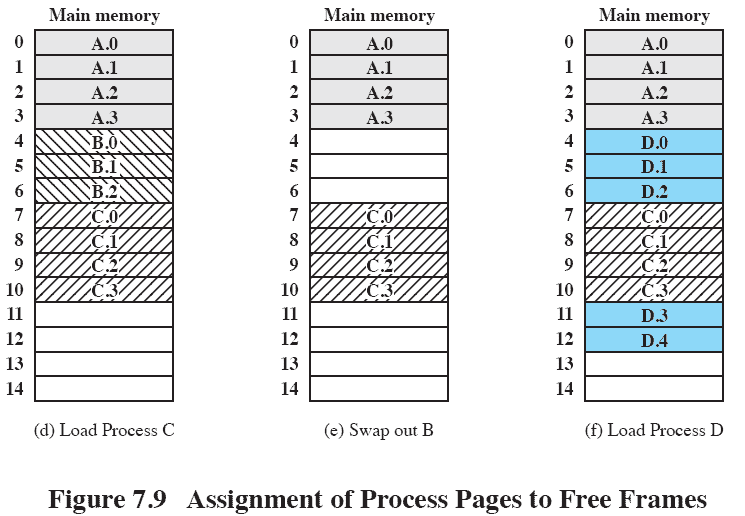 Main memory Main memory Main memory
0 A.0 0 A.0 0 A.0
1 A.1 1 A.1 1 A.1
2 A.2 2 A.2 2 A.2
3 A.3 3 A.3 3 A.3
4 B.0 4 4 D.0
5 B.1 5 5 D.1
6 B.2 6 6 D.2
7 C.0 7 C.0 7 C.0
8 C.1 8 C.1 8 C.1
9 C.2 9 C.2 9 C.2
10 C.3 10 C.3 10 C.3
11 11 11 D.3
12 12 12 D.4
13 13 13
14 14 14
(d) Load Process C (e) Swap out B (f) Load Process D
Figure 7.9 Assignment of Process Pages to Free Frames